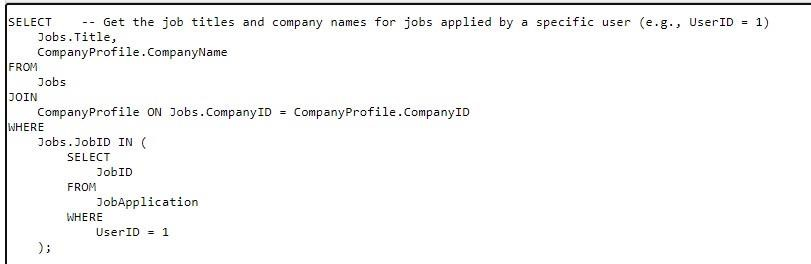 SELECT    -- Get the job titles and company names for jobs applied by a specific user (e.g., UserID = 1)
    Jobs.Title,
    CompanyProfile.CompanyName
FROM
    Jobs
JOIN
    CompanyProfile ON Jobs.CompanyID = CompanyProfile.CompanyID
WHERE
    Jobs.JobID IN (
        SELECT
            JobID
        FROM
            JobApplication
        WHERE
            UserID = 1
    );